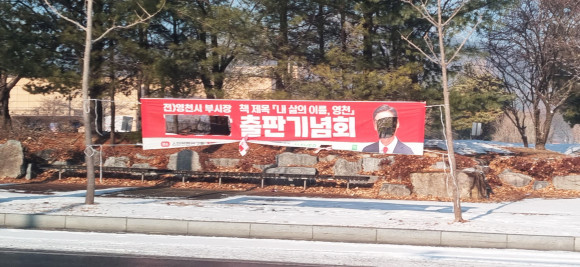 전)영천시 부시장 책 제목 「내 삶의 여름, 영천」
출판기념회